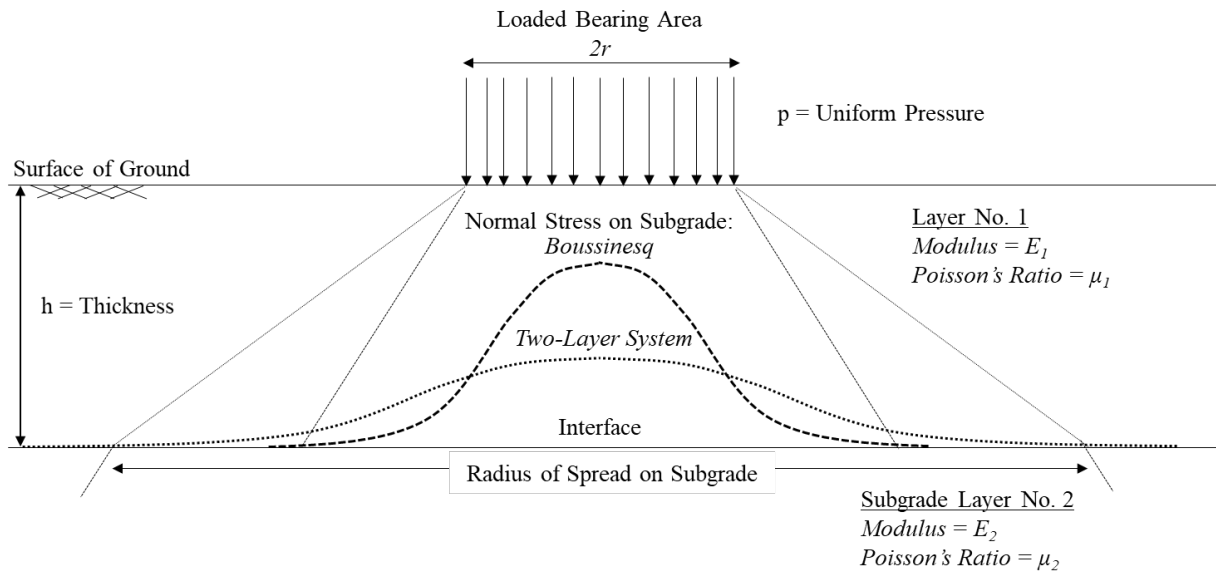 Loaded Bearing Area
2r
p = Uniform Pressure
Surface of Ground
Normal Stress on Subgrade:
Boussinesq
Layer No. 1
Modulus = E₁
Poisson's Ratio = μ₁
h = Thickness
Two-Layer System
Interface
Radius of Spread on Subgrade
Subgrade Layer No. 2
Modulus = E₂
Poisson's Ratio = μ₂